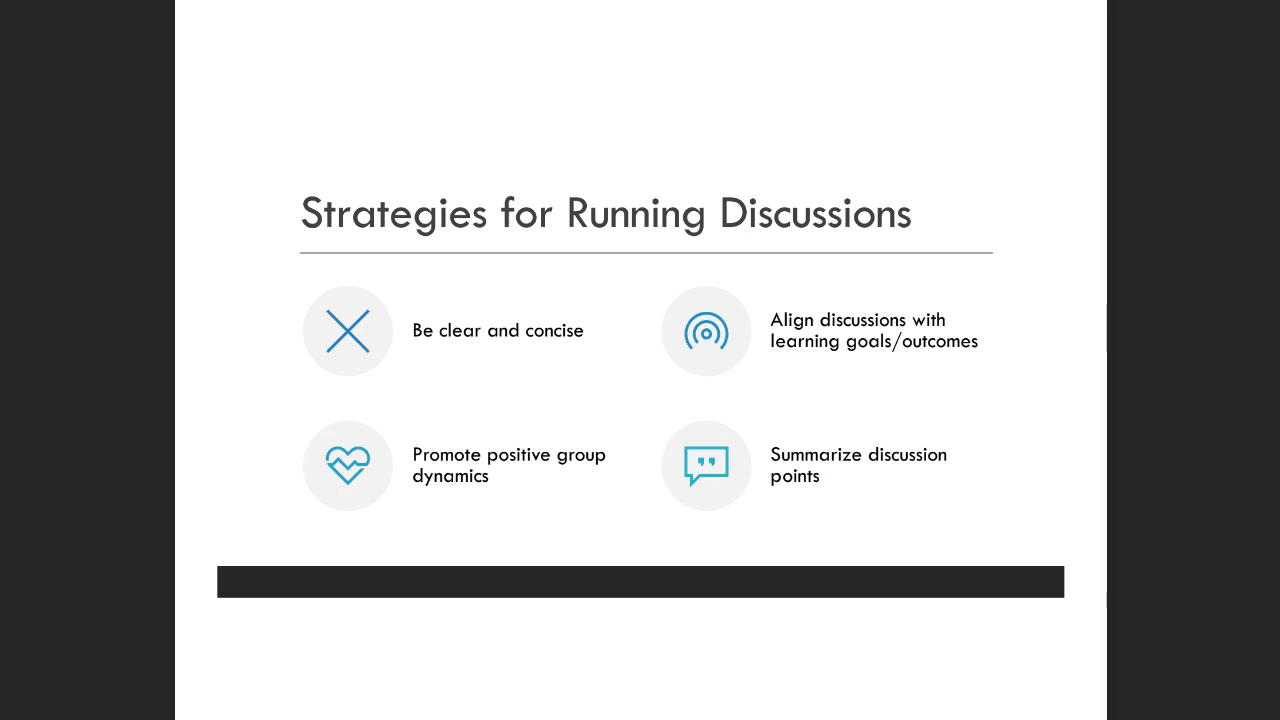 Strategies for Running Discussions
Be clear and concise
Align discussions with
learning goals/outcomes
Promote positive group
dynamics
Summarize discussion
points